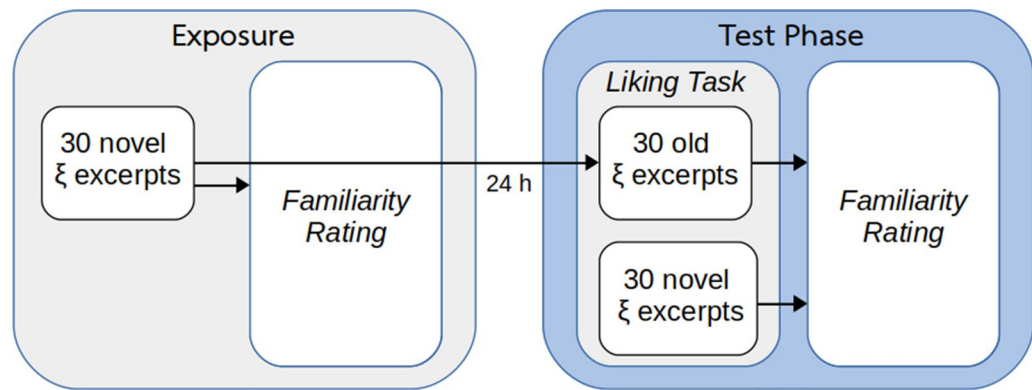 Exposure
30 novel
ξ excerpts
Familiarity
Rating
24 h
Test Phase
Liking Task
30 old
ξ excerpts
30 novel
ξ excerpts
Familiarity
Rating